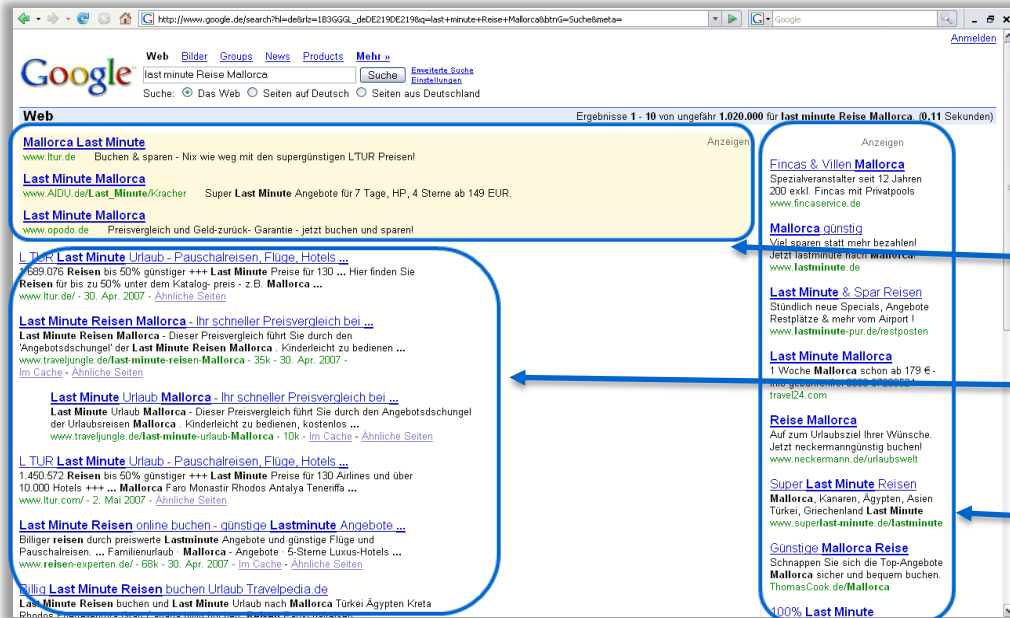 http://www.google.de/search?hl=de&rlz=1B3GGGL_deDE219DE219&q=last+minute+Reise+Mallorca&btnG=Suche&meta=
Google
Anmelden
Web Bilder Groups News Products Mehr »
Google
last minute Reise Mallorca Suche Erweiterte Suche
Einstellungen
Suche: Das Web Seiten auf Deutsch Seiten aus Deutschland
Web Ergebnisse 1 - 10 von ungefähr 1.020.000 für last minute Reise Mallorca. (0,11 Sekunden)
Mallorca Last Minute Anzeigen
www.ltur.de Buchen & sparen - Nix wie weg mit den supergünstigen L'TUR Preisen!
Last Minute Mallorca
www.AIDU.de/Last_Minute/Kracher Super Last Minute Angebote für 7 Tage, HP, 4 Sterne ab 149 EUR.
Last Minute Mallorca
www.opodo.de Preisvergleich und Geld-zurück- Garantie - jetzt buchen und sparen!
L TUR Last Minute Urlaub - Pauschalreisen, Flüge, Hotels ...
1.689.076 Reisen bis 50% günstiger +++ Last Minute Preise für 130 ... Hier finden Sie
Reisen für bis zu 50% unter dem Katalog- preis - z.B. Mallorca ...
www.ltur.de/ - 30. Apr. 2007 - Ähnliche Seiten
Last Minute Reisen Mallorca - Ihr schneller Preisvergleich bei ...
Last Minute Reisen Mallorca - Dieser Preisvergleich führt Sie durch den
'Angebotsdschungel' der Last Minute Reisen Mallorca . Kinderleicht zu bedienen ...
www.traveljungle.de/last-minute-reisen-Mallorca - 35k - 30. Apr. 2007 -
Im Cache - Ähnliche Seiten
Last Minute Urlaub Mallorca - Ihr schneller Preisvergleich bei ...
Last Minute Urlaub Mallorca - Dieser Preisvergleich führt Sie durch den Angebotsdschungel
der Urlaubsreisen Mallorca . Kinderleicht zu bedienen, kostenlos ...
www.traveljungle.de/last-minute-urlaub-Mallorca - 10k - Im Cache - Ähnliche Seiten
L TUR Last Minute Urlaub - Pauschalreisen, Flüge, Hotels ...
1.450.572 Reisen bis 50% günstiger +++ Last Minute Preise für 130 Airlines und über
10.000 Hotels +++ ... Mallorca Faro Monastir Rhodos Antalya Teneriffa ...
www.ltur.com/ - 2. Mai 2007 - Ähnliche Seiten
Last Minute Reisen online buchen - günstige Lastminute Angebote ...
Billiger reisen durch preiswerte Lastminute Angebote und günstige Flüge und
Pauschalreisen. ... Familienurlaub · Mallorca - Angebote · 5-Sterne Luxus-Hotels ...
www.reisen-experten.de/ - 68k - 30. Apr. 2007 - Im Cache - Ähnliche Seiten
Billig Last Minute Reisen buchen Urlaub Travelpedia.de
Last Minute Reisen buchen und Last Minute Urlaub nach Mallorca Türkei Ägypten Kreta
Anzeigen
Fincas & Villen Mallorca
Spezialveranstalter seit 12 Jahren
200 exkl. Fincas mit Privatpools
www.fincaservice.de
Mallorca günstig
Viel sparen statt mehr bezahlen!
Jetzt lastminute nach Mallorca!
www.lastminute.de
Last Minute & Spar Reisen
Stündlich neue Specials, Angebote
Restplätze & mehr vom Airport !
www.lastminute-pur.de/restposten
Last Minute Mallorca
1 Woche Mallorca schon ab 179 € -
travel24.com
Reise Mallorca
Auf zum Urlaubsziel Ihrer Wünsche.
Jetzt neckermanngünstig buchen!
www.neckermann.de/urlaubswelt
Super Last Minute Reisen
Mallorca, Kanaren, Ägypten, Asien
Türkei, Griechenland Last Minute
www.superlast-minute.de/lastminute
Günstige Mallorca Reise
Schnappen Sie sich die Top-Angebote
Mallorca sicher und bequem buchen.
ThomasCook.de/Mallorca
100% Last Minute